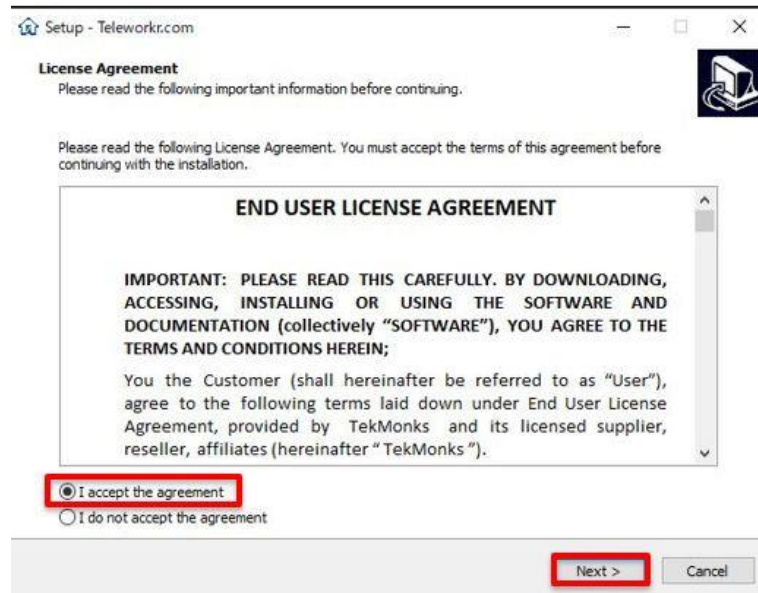 Setup - Teleworkr.com
License Agreement
Please read the following important information before continuing.
Please read the following License Agreement. You must accept the terms of this agreement before
continuing with the installation.
END USER LICENSE AGREEMENT
IMPORTANT: PLEASE READ THIS CAREFULLY. BY DOWNLOADING,
ACCESSING, INSTALLING OR USING THE SOFTWARE AND
DOCUMENTATION (collectively “SOFTWARE”), YOU AGREE TO THE
TERMS AND CONDITIONS HEREIN;
You the Customer (shall hereinafter be referred to as “User”),
agree to the following terms laid down under End User License
Agreement, provided by TekMonks and its licensed supplier,
reseller, affiliates (hereinafter “ TekMonks ”).
I accept the agreement
I do not accept the agreement
Next >
Cancel